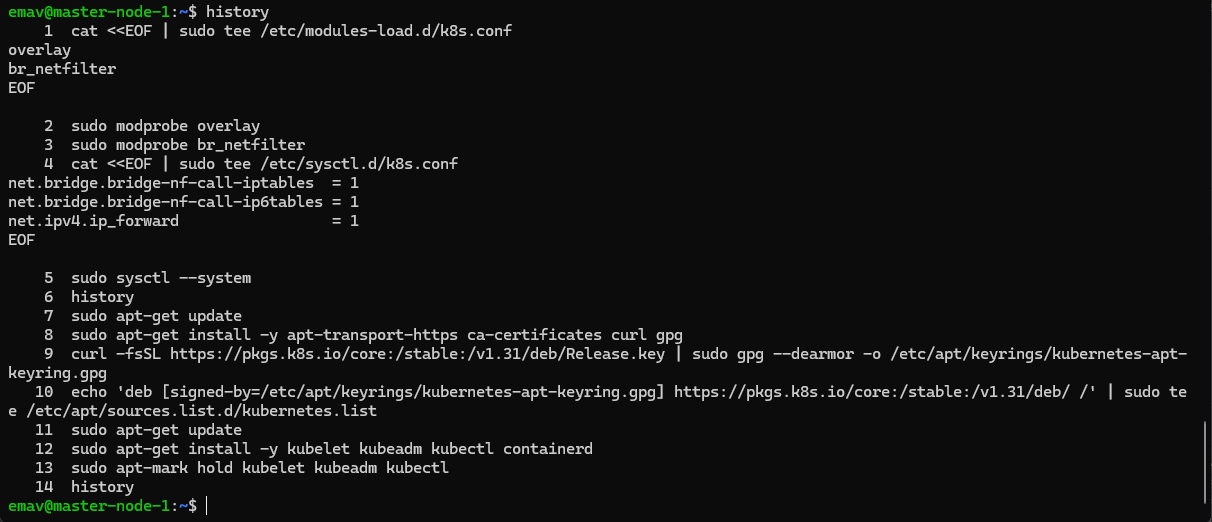 emav@master-node-1:~$ history
    1  cat <<EOF | sudo tee /etc/modules-load.d/k8s.conf
overlay
br_netfilter
EOF

    2  sudo modprobe overlay
    3  sudo modprobe br_netfilter
    4  cat <<EOF | sudo tee /etc/sysctl.d/k8s.conf
net.bridge.bridge-nf-call-iptables  = 1
net.bridge.bridge-nf-call-ip6tables = 1
net.ipv4.ip_forward                 = 1
EOF

    5  sudo sysctl --system
    6  history
    7  sudo apt-get update
    8  sudo apt-get install -y apt-transport-https ca-certificates curl gpg
    9  curl -fsSL https://pkgs.k8s.io/core:/stable:/v1.31/deb/Release.key | sudo gpg --dearmor -o /etc/apt/keyrings/kubernetes-apt-
keyring.gpg
   10  echo 'deb [signed-by=/etc/apt/keyrings/kubernetes-apt-keyring.gpg] https://pkgs.k8s.io/core:/stable:/v1.31/deb/ /' | sudo te
e /etc/apt/sources.list.d/kubernetes.list
   11  sudo apt-get update
   12  sudo apt-get install -y kubelet kubeadm kubectl containerd
   13  sudo apt-mark hold kubelet kubeadm kubectl
   14  history
emav@master-node-1:~$